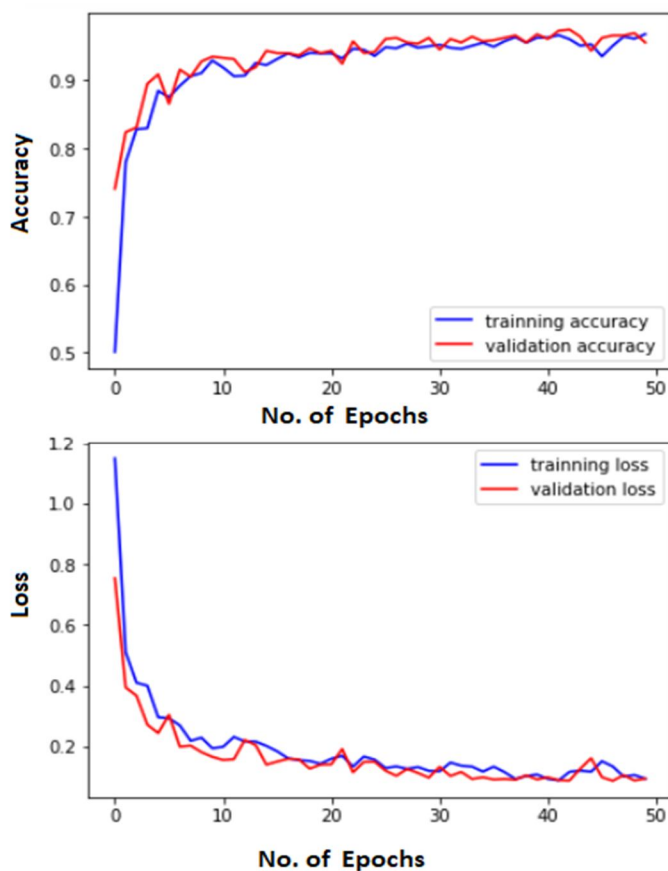 0.9
0.8
0.7
0.6
0.5
Accuracy
trainning accuracy
validation accuracy
0 10 20 30 40 50
No. of Epochs
1.2
1.0
0.8
0.6
0.4
0.2
Loss
trainning loss
validation loss
0 10 20 30 40 50
No. of Epochs